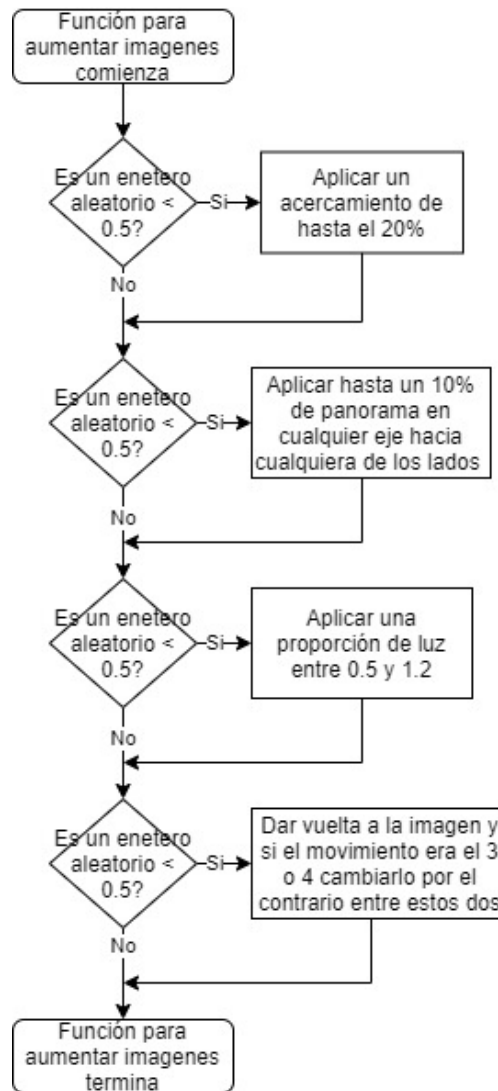 Función para
aumentar imagenes
comienza
Es un enetero
aleatorio <
0.5?
Si
Aplicar un
acercamiento de
hasta el 20%
No
Es un enetero
aleatorio <
0.5?
Si
Aplicar hasta un 10%
de panorama en
cualquier eje hacia
cualquiera de los lados
No
Es un enetero
aleatorio <
0.5?
Si
Aplicar una
proporción de luz
entre 0.5 y 1.2
No
Es un enetero
aleatorio <
0.5?
Si
Dar vuelta a la imagen y
si el movimiento era el 3
o 4 cambiarlo por el
contrario entre estos dos
No
Función para
aumentar imagenes
termina